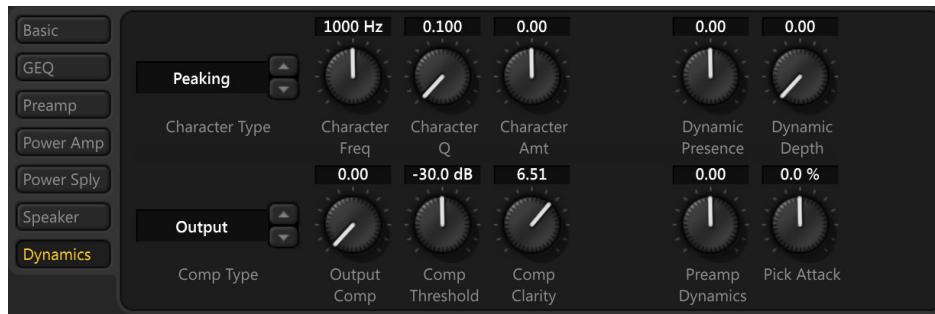 Basic
GEQ
Preamp
Power Amp
Power Sply
Speaker
Dynamics
1000 Hz 0.100 0.00 0.00 0.00
Peaking
Character Type Character Character Character Dynamic Dynamic
Freq Q Amt Presence Depth
0.00 -30.0 dB 6.51 0.00 0.0 %
Output
Comp Type Output Comp Comp Preamp Pick Attack
Comp Threshold Clarity Dynamics